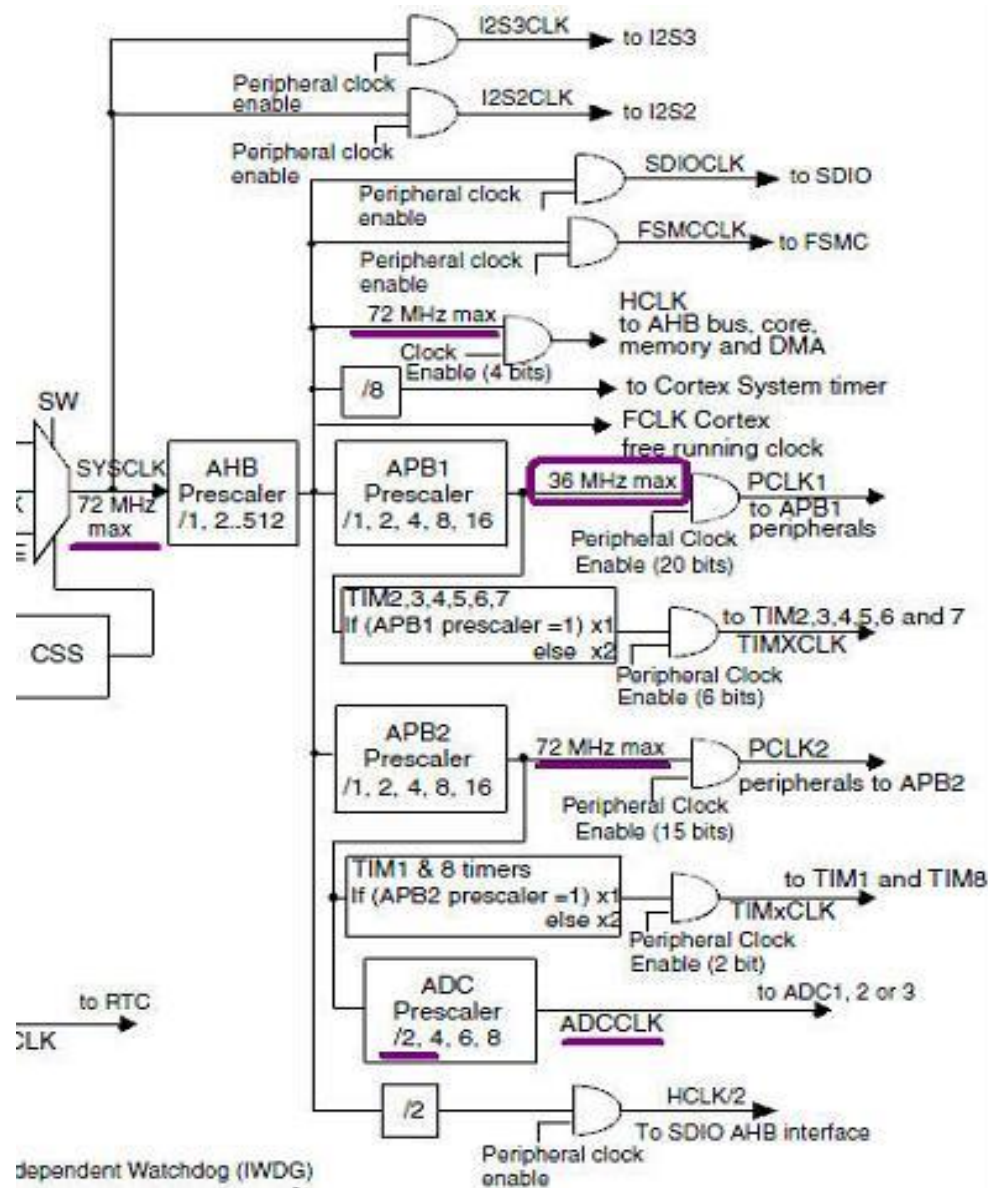 I2S3CLK
to I2S3
Peripheral clock
enable
I2S2CLK
to I2S2
Peripheral clock
enable
SDIOCLK
to SDIO
Peripheral clock
enable
FSMCCLK
to FSMC
Peripheral clock
enable
72 MHz max
HCLK
to AHB bus, core,
memory and DMA
Clock
Enable (4 bits)
/8
to Cortex System timer
SW
FCLK Cortex
free running clock
SYSCLK
72 MHz
max
AHB
Prescaler
/1, 2..512
APB1
Prescaler
/1, 2, 4, 8, 16
36 MHz max
PCLK1
to APB1
peripherals
Peripheral Clock
Enable (20 bits)
TIM2,3,4,5,6,7
If (APB1 prescaler =1) x1
else x2
to TIM2,3,4,5,6 and 7
TIMXCLK
Peripheral Clock
Enable (6 bits)
CSS
APB2
Prescaler
/1, 2, 4, 8, 16
72 MHz max
PCLK2
peripherals to APB2
Peripheral Clock
Enable (15 bits)
TIM1 & 8 timers
If (APB2 prescaler =1) x1
else x2
to TIM1 and TIM8
TIMxCLK
Peripheral Clock
Enable (2 bit)
to RTC
CLK
ADC
Prescaler
/2, 4, 6, 8
to ADC1, 2 or 3
ADCCLK
/2
HCLK/2
To SDIO AHB interface
Peripheral clock
enable
dependent Watchdog (IWDG)